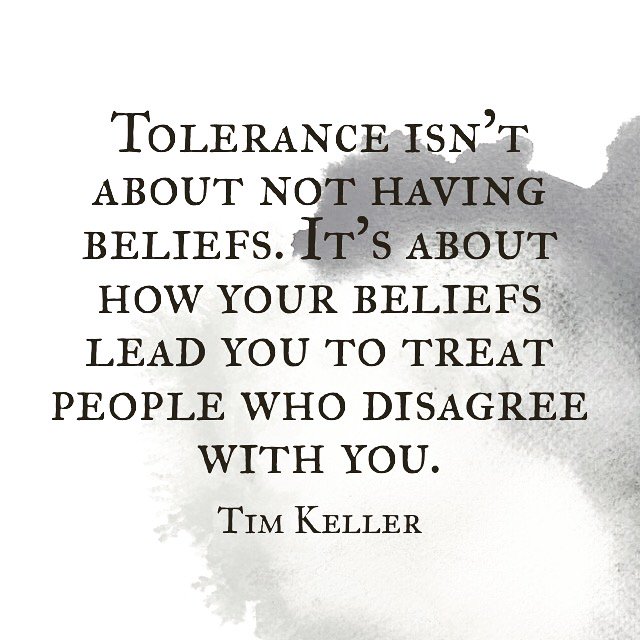 Tolerance isn't
about not having
beliefs. It's about
how your beliefs
lead you to treat
people who disagree
with you.
Tim Keller